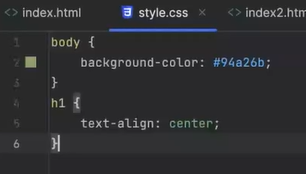 index.html
style.css
index2.htm
1 body {
2 background-color: #94a26b;
3 }
4 h1 {
5 text-align: center;
6 }